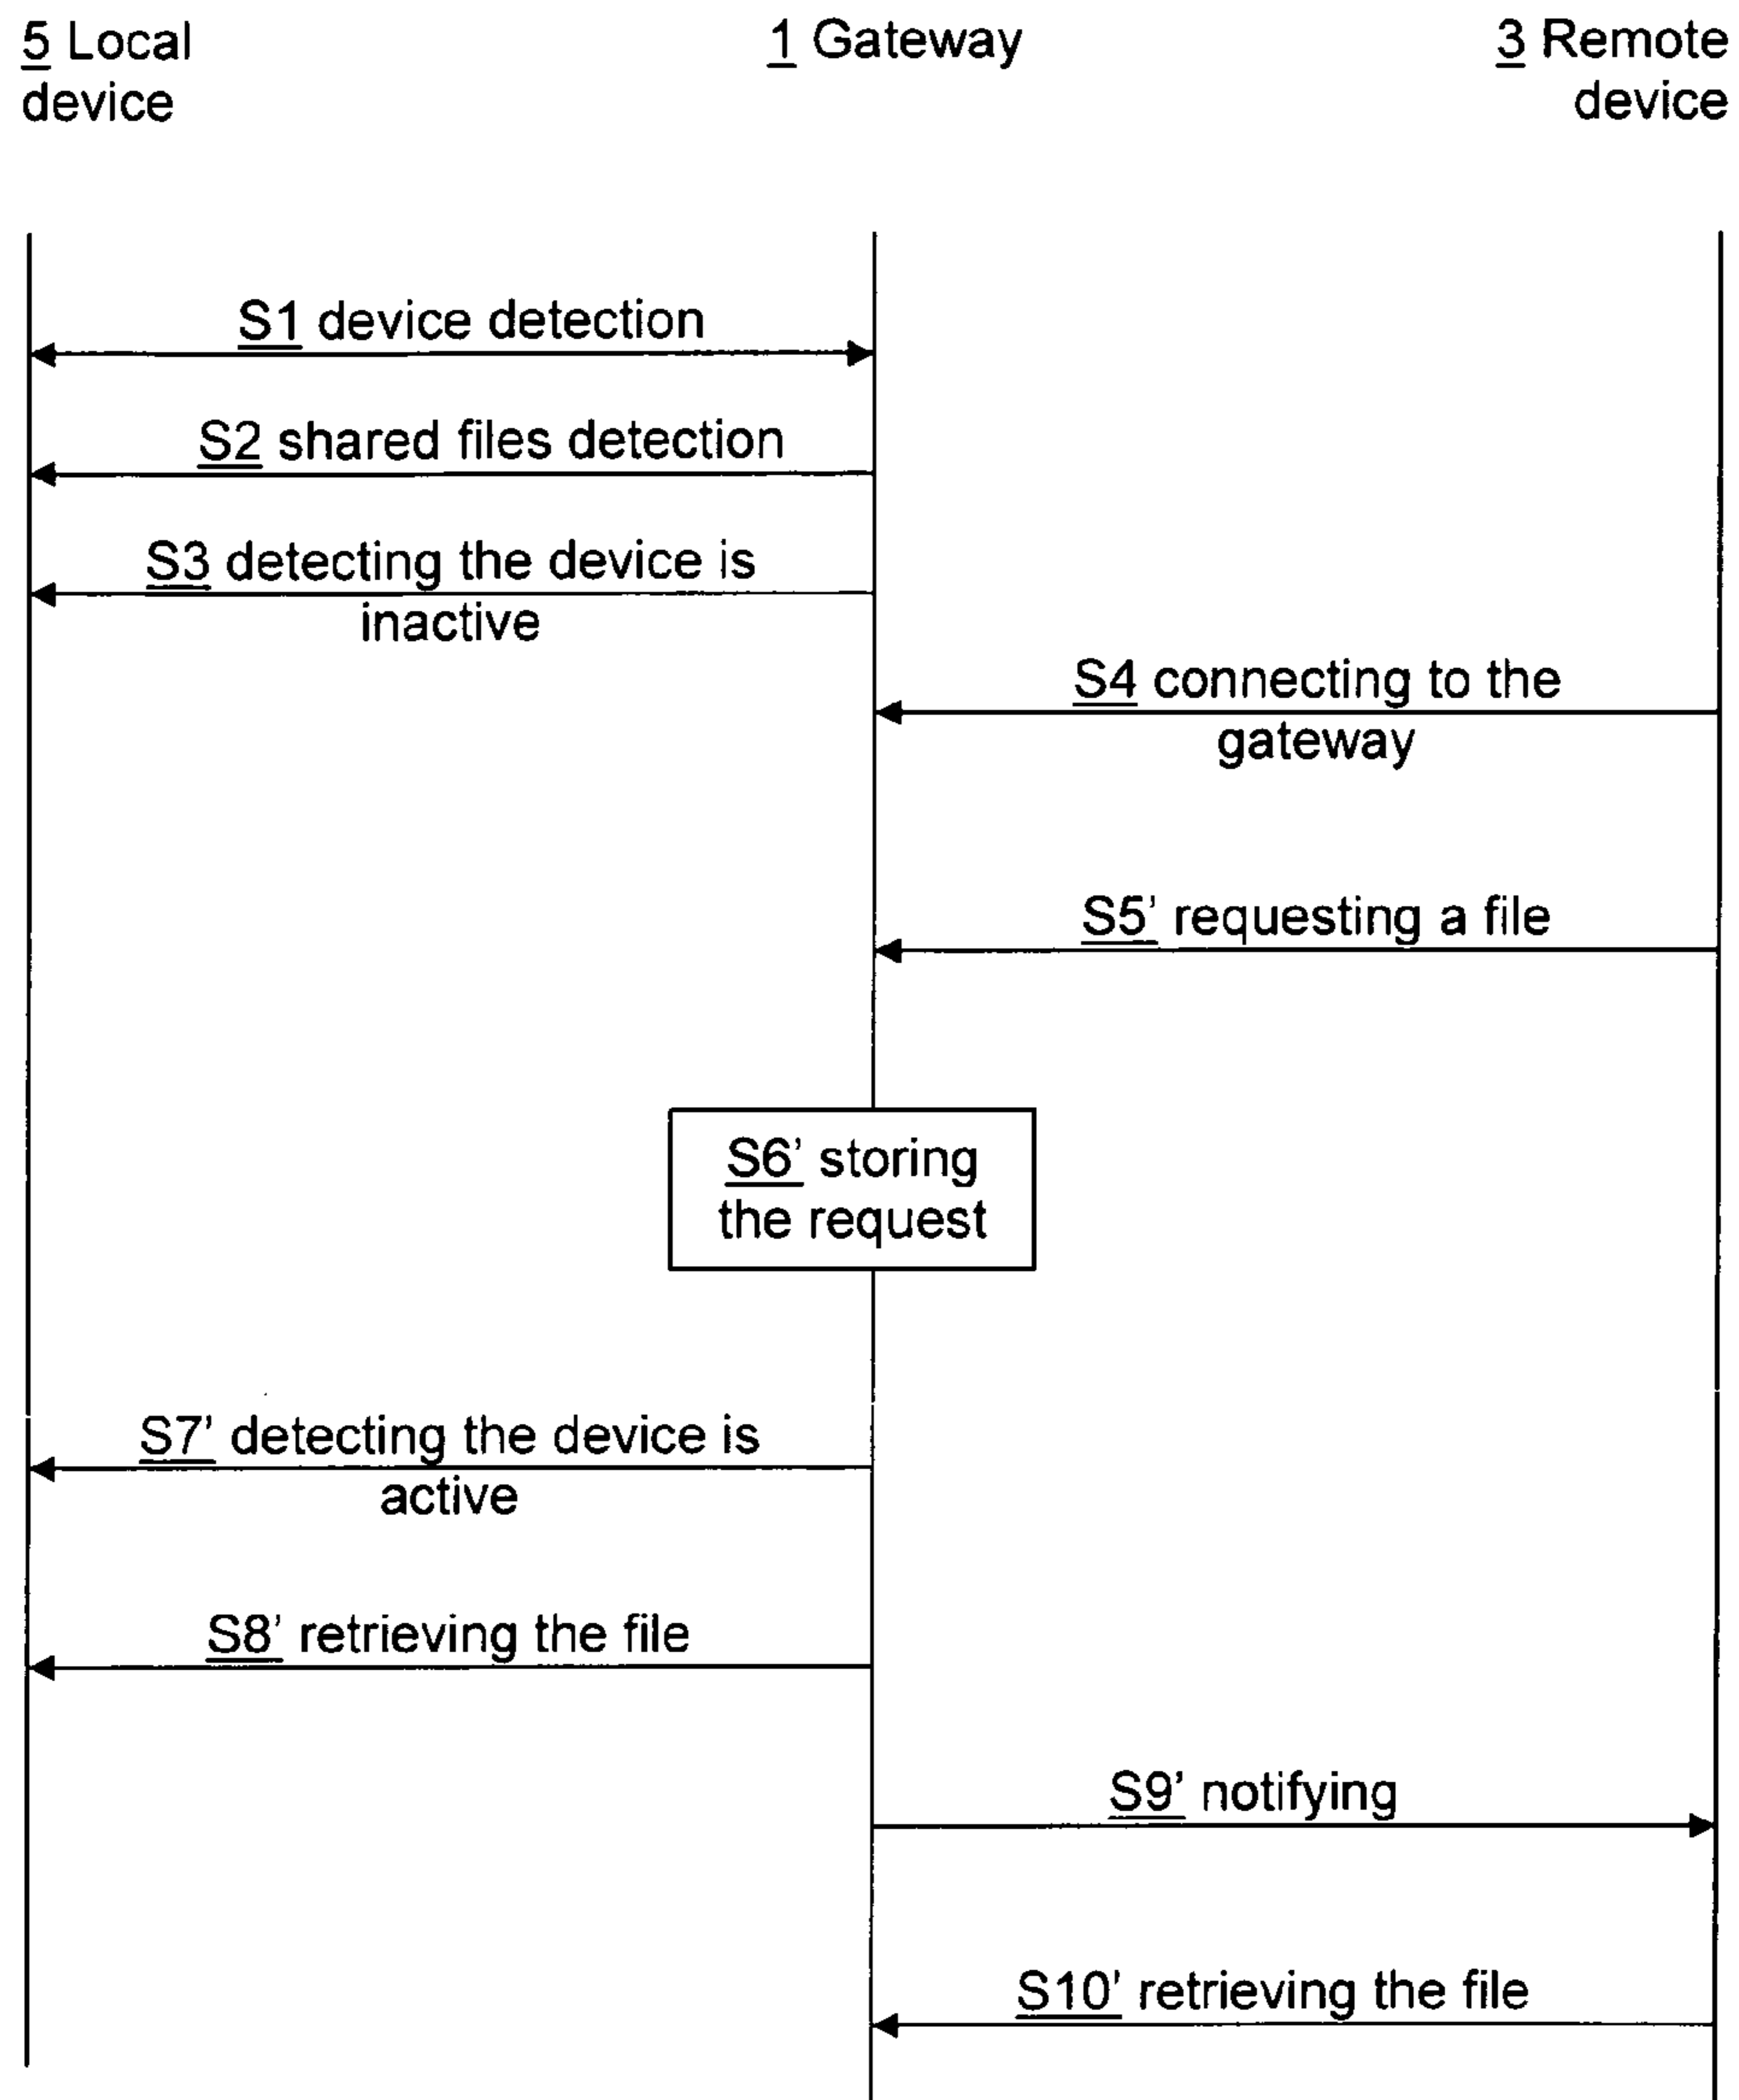 5 Local
device
1 Gateway
3 Remote
device
S1 device detection
S2 shared files detection
S3 detecting the device is
inactive
S4 connecting to the
gateway
S5' requesting a file
S6' storing
the request
S7' detecting the device is
active
S8' retrieving the file
S9' notifying
S10' retrieving the file